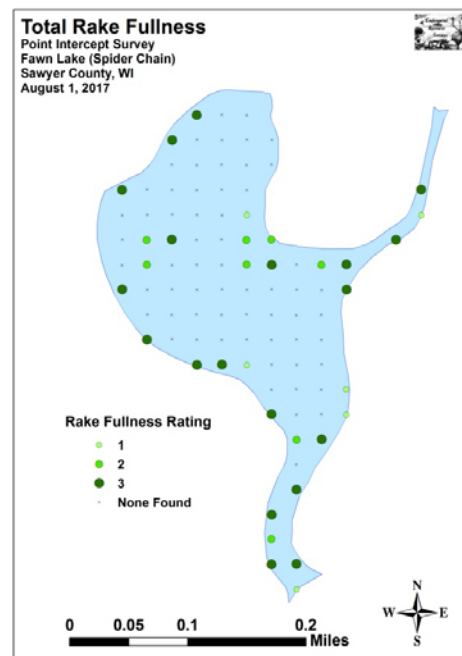 Total Rake Fullness
Point Intercept Survey
Fawn Lake (Spider Chain)
Sawyer County, WI
August 1, 2017
Rake Fullness Rating
1
2
3
None Found
0 0.05 0.1 0.2
Miles
N
W E
S